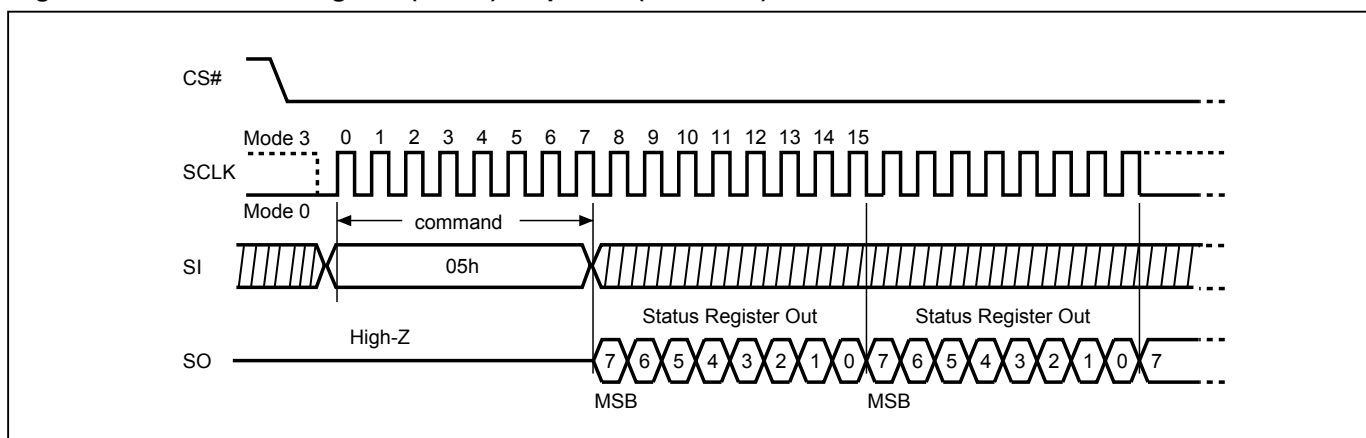 CS#
Mode 3 0 1 2 3 4 5 6 7 8 9 10 11 12 13 14 15
SCLK
Mode 0
command
SI 05h
Status Register Out Status Register Out
High-Z
SO 7 6 5 4 3 2 1 0 7 6 5 4 3 2 1 0 7
MSB MSB